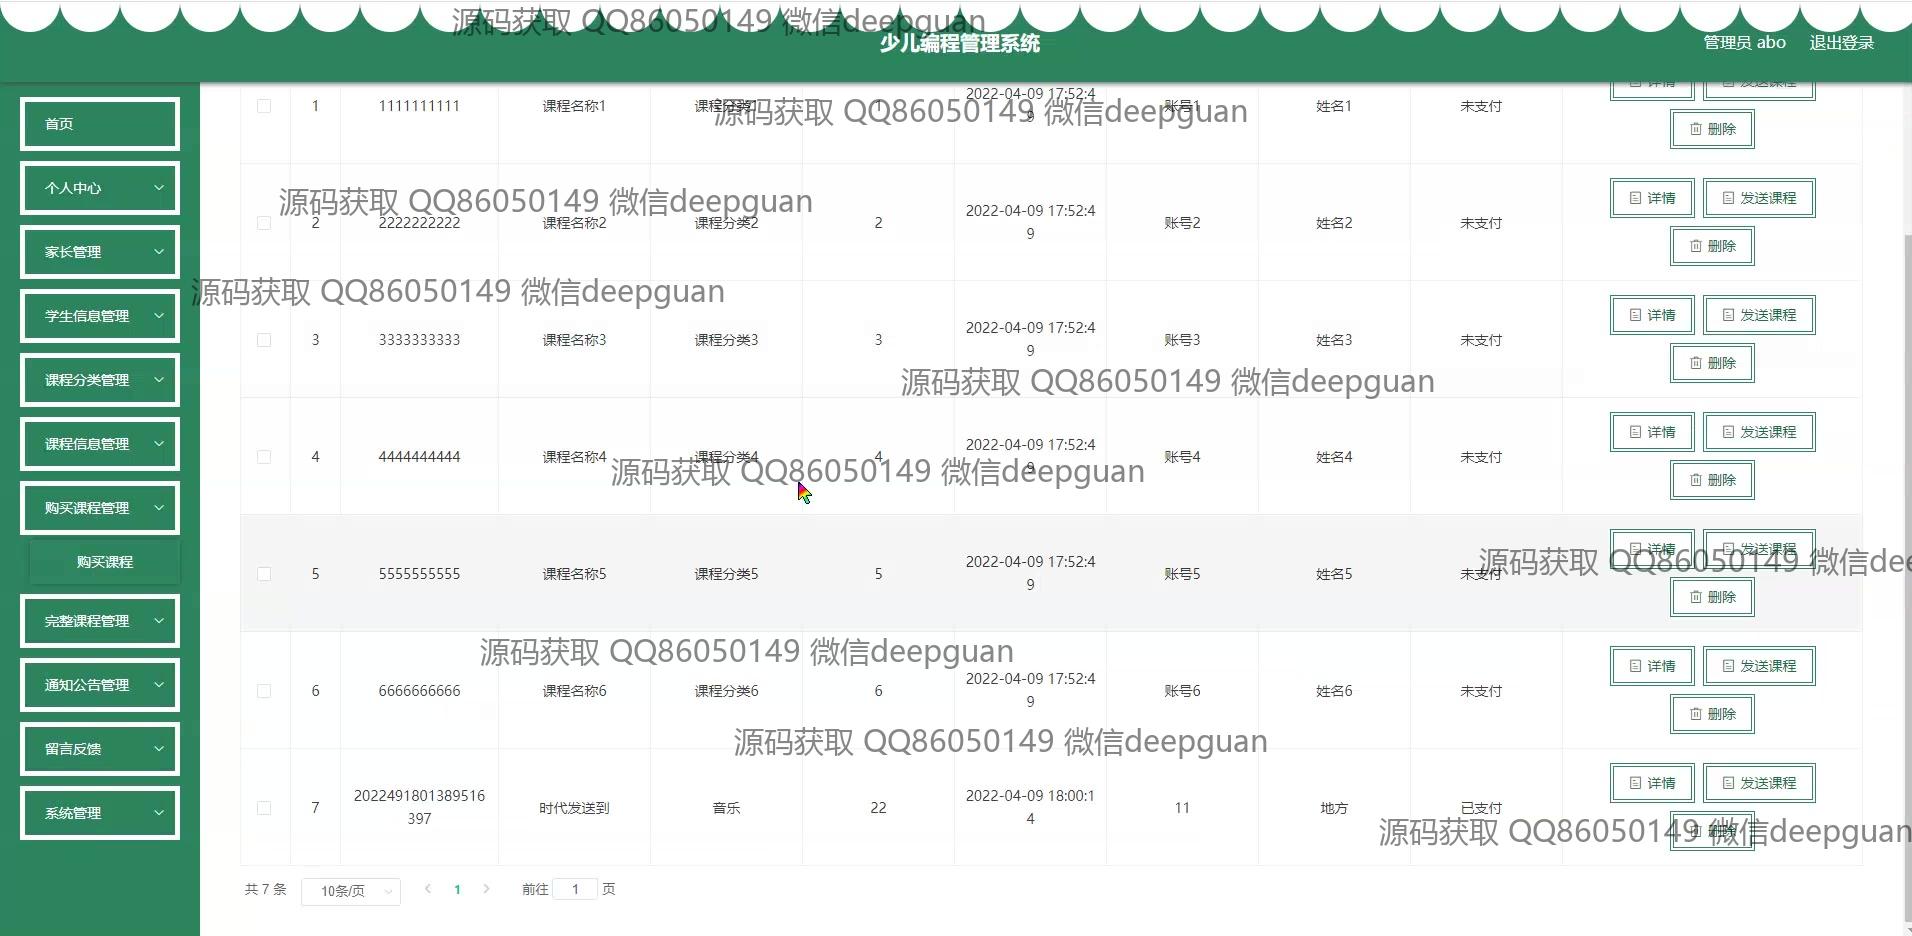 源码获取 QQ86050149 微信deepguan
少儿编程管理系统
管理员 abo 退出登录
首页
个人中心
家长管理
学生信息管理
课程分类管理
课程信息管理
购买课程管理
购买课程
完整课程管理
通知公告管理
留言反馈
系统管理
详情 发送课程
1 1111111111 课程名称1 课程分类1 1 2022-04-09 17:52:4
9 账号1 姓名1 未支付
删除
源码获取 QQ86050149 微信deepguan
源码获取 QQ86050149 微信deepguan
2 2222222222 课程名称2 课程分类2 2 2022-04-09 17:52:4
9 账号2 姓名2 未支付 详情 发送课程
删除
源码获取 QQ86050149 微信deepguan
3 3333333333 课程名称3 课程分类3 3 2022-04-09 17:52:4
9 账号3 姓名3 未支付 详情 发送课程
删除
源码获取 QQ86050149 微信deepguan
4 4444444444 课程名称4 课程分类4 4 2022-04-09 17:52:4
9 账号4 姓名4 未支付 详情 发送课程
删除
源码获取 QQ86050149 微信deepguan
5 5555555555 课程名称5 课程分类5 5 2022-04-09 17:52:4
9 账号5 姓名5 未支付 详情 发送课程
删除
源码获取 QQ86050149 微信dee
源码获取 QQ86050149 微信deepguan
6 6666666666 课程名称6 课程分类6 6 2022-04-09 17:52:4
9 账号6 姓名6 未支付 详情 发送课程
删除
源码获取 QQ86050149 微信deepguan
7 2022491801389516
397 时代发送到 音乐 22 2022-04-09 18:00:1
4 11 地方 已支付 详情 发送课程
删除
源码获取 QQ86050149 微信deepguan
共 7 条 10条/页 1 前往 1 页